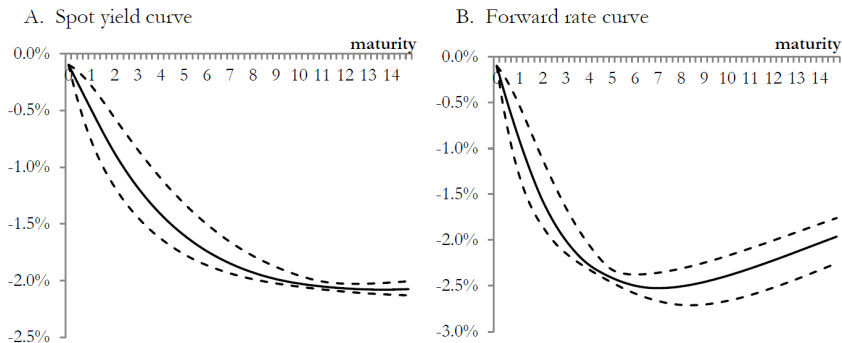 A. Spot yield curve
maturity
0.0%
0 1 2 3 4 5 6 7 8 9 10 11 12 13 14
-0.5%
-1.0%
-1.5%
-2.0%
-2.5%
B. Forward rate curve
maturity
0.0%
0 1 2 3 4 5 6 7 8 9 10 11 12 13 14
-0.5%
-1.0%
-1.5%
-2.0%
-2.5%
-3.0%